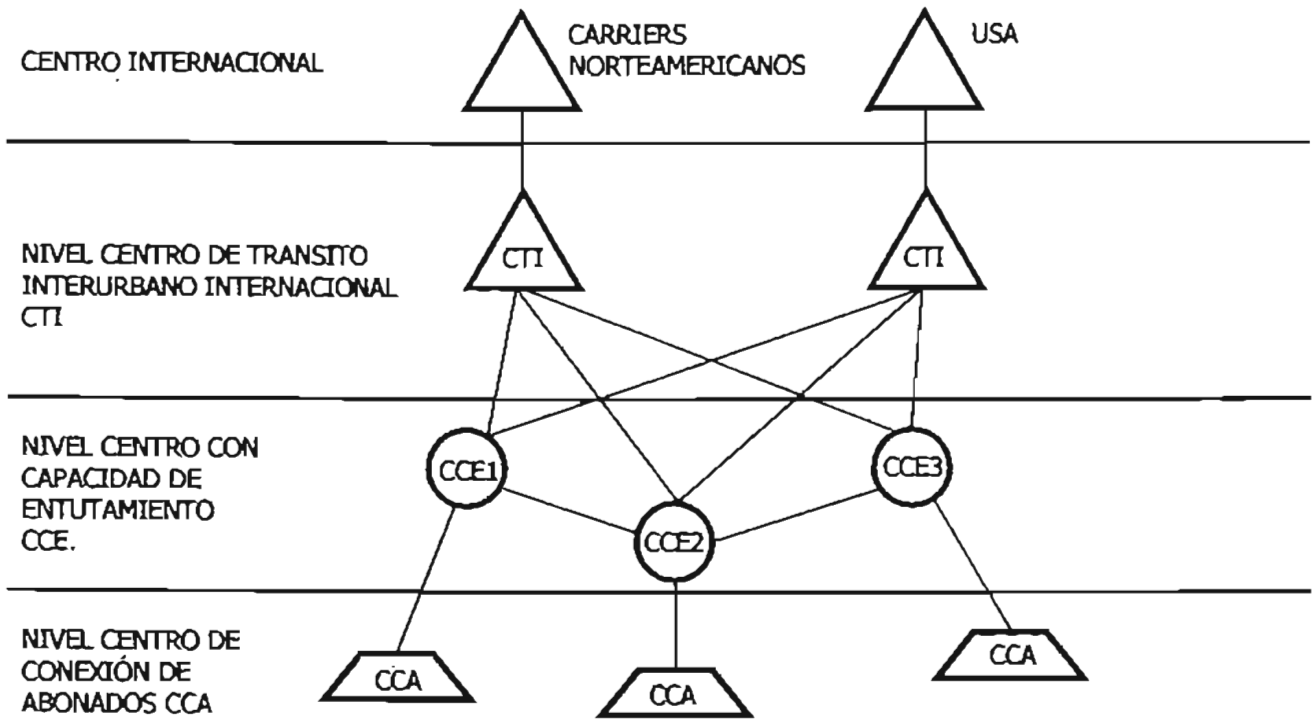 CENTRO INTERNACIONAL
CARRIERS
NORTEAMERICANOS
USA
NIVEL CENTRO DE TRANSITO
INTERURBANO INTERNACIONAL
CTI
CTI
CTI
NIVEL CENTRO CON
CAPACIDAD DE
ENTUTAMIENTO
CCE.
CCE1
CCE2
CCE3
NIVEL CENTRO DE
CONEXIÓN DE
ABONADOS CCA
CCA
CCA
CCA